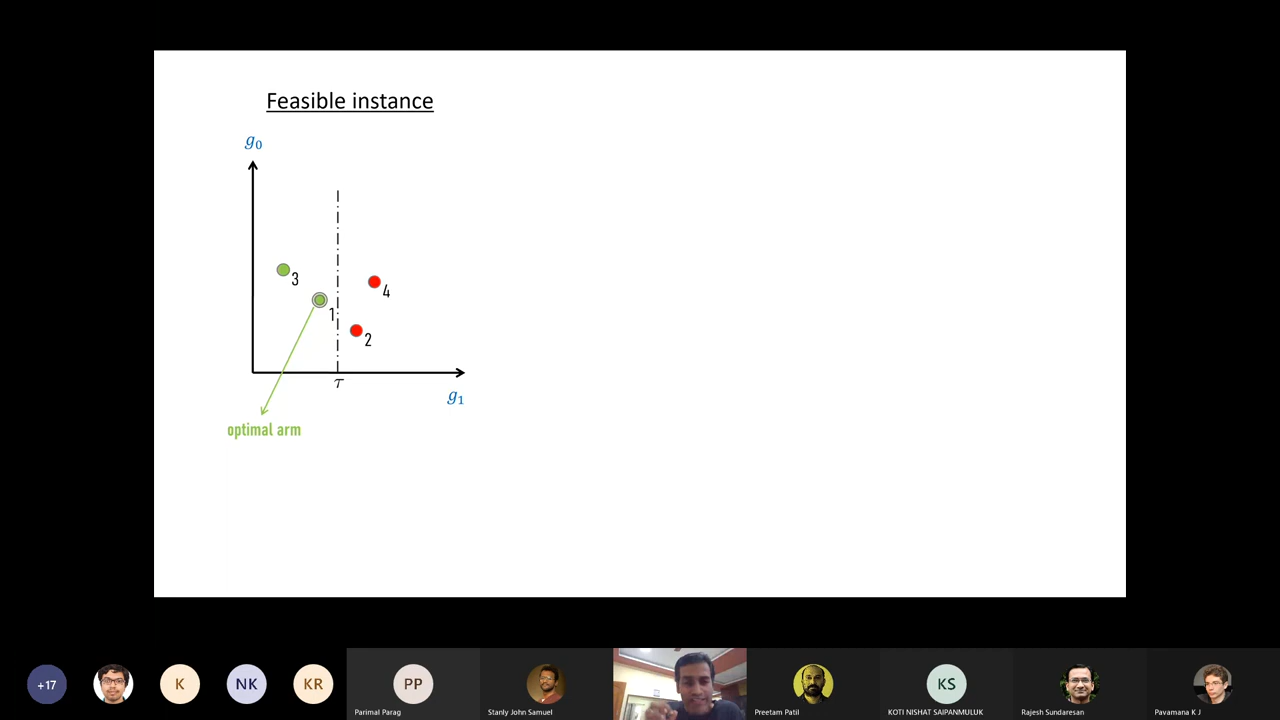 Feasible instance
g0
3
4
1
2
τ
g1
optimal arm
+17
K
NK
KR
PP
KS
Parimal Parag
Stanly John Samuel
Preetam Patil
KOTI NISHAT SAIPANMULUK
Rajesh Sundaresan
Pavamana K J